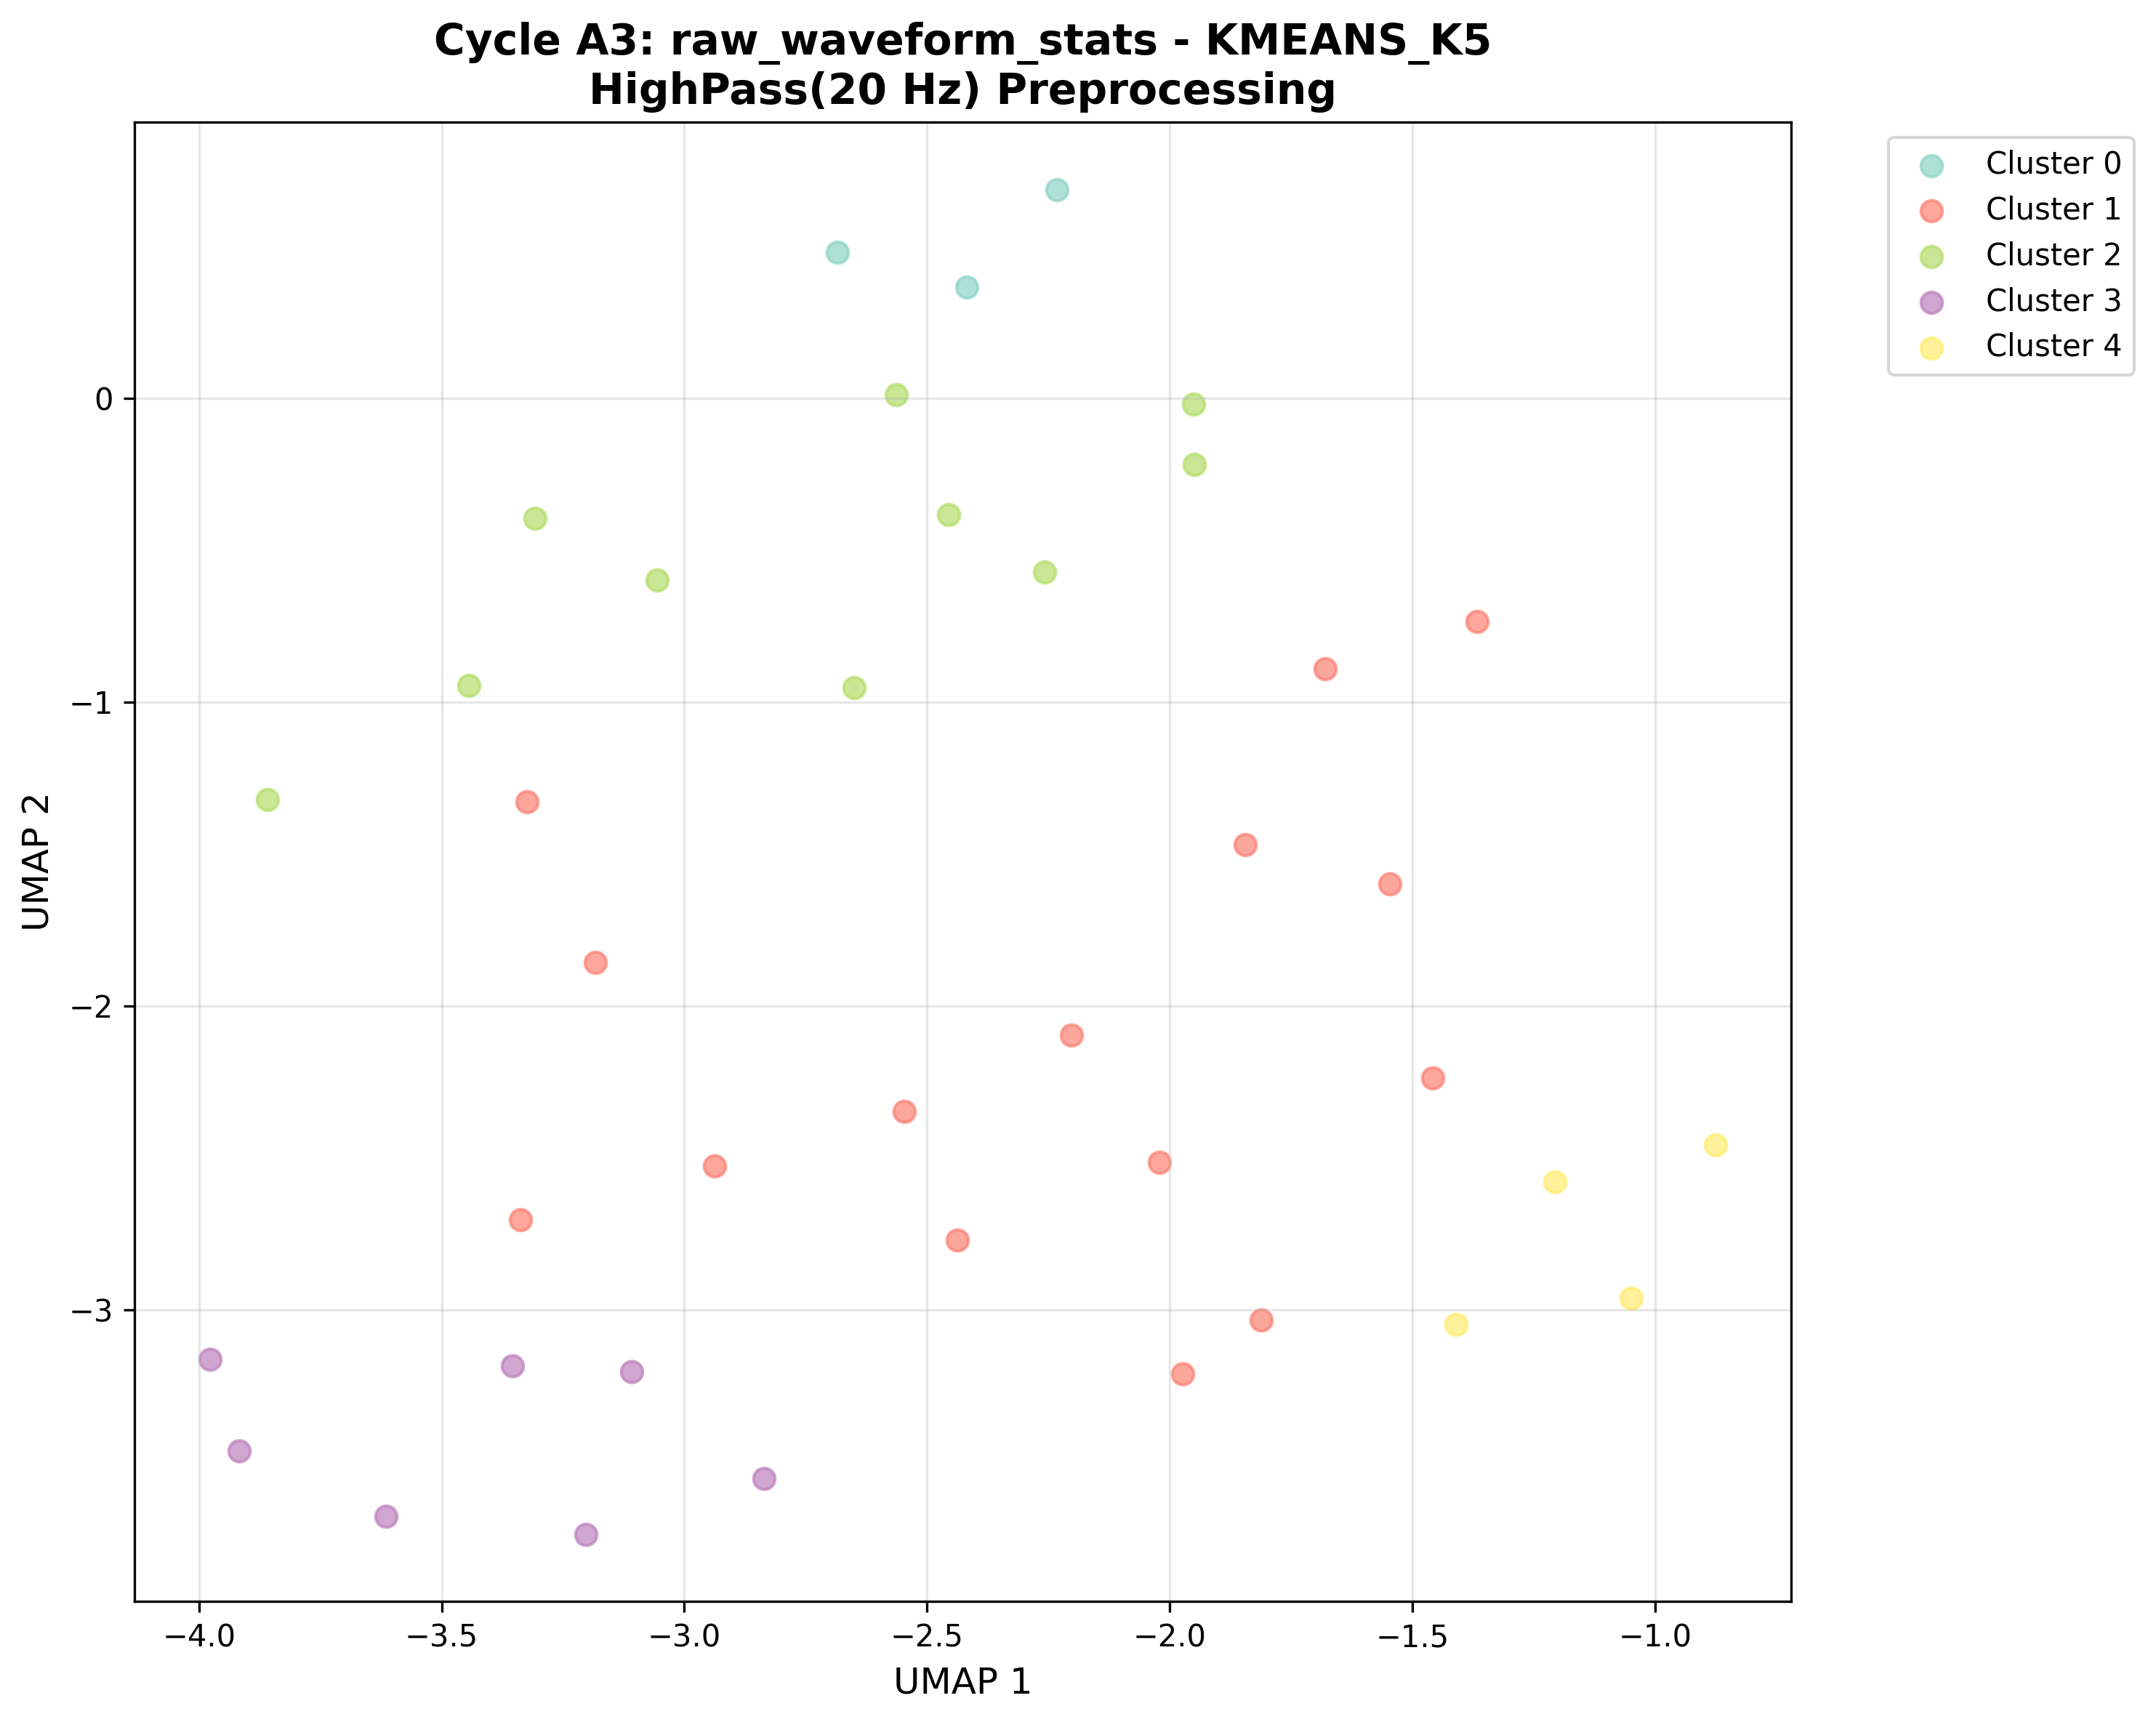 Cycle A3: raw_waveform_stats - KMEANS_K5
HighPass(20 Hz) Preprocessing
Cluster 0
Cluster 1
Cluster 2
Cluster 3
Cluster 4
0
−1
−2
−3
UMAP 2
−4.0 −3.5 −3.0 −2.5 −2.0 −1.5 −1.0
UMAP 1